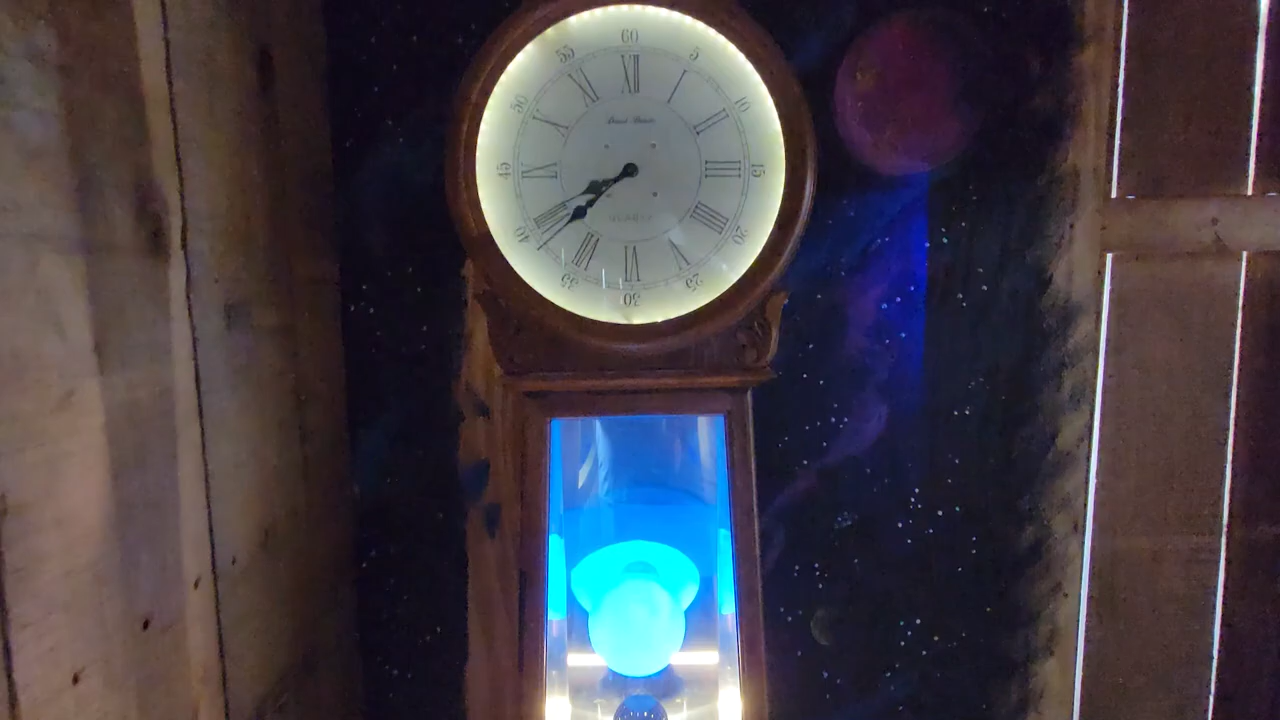 60
55 5
50 10
45 15
40 20
35 25
30
XII
XI I
X II
IX III
VIII IIII
VII V
VI
QUARTZ